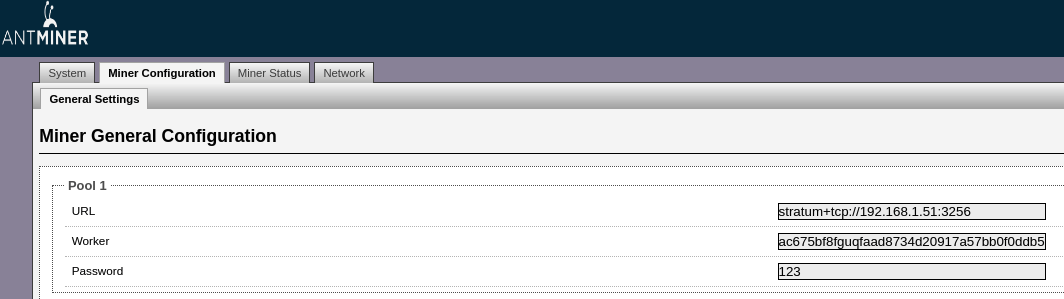 ANTMINER
System Miner Configuration Miner Status Network
General Settings
Miner General Configuration
Pool 1
URL stratum+tcp://192.168.1.51:3256
Worker ac675bf8fguqfaad8734d20917a57bb0f0ddb5
Password 123